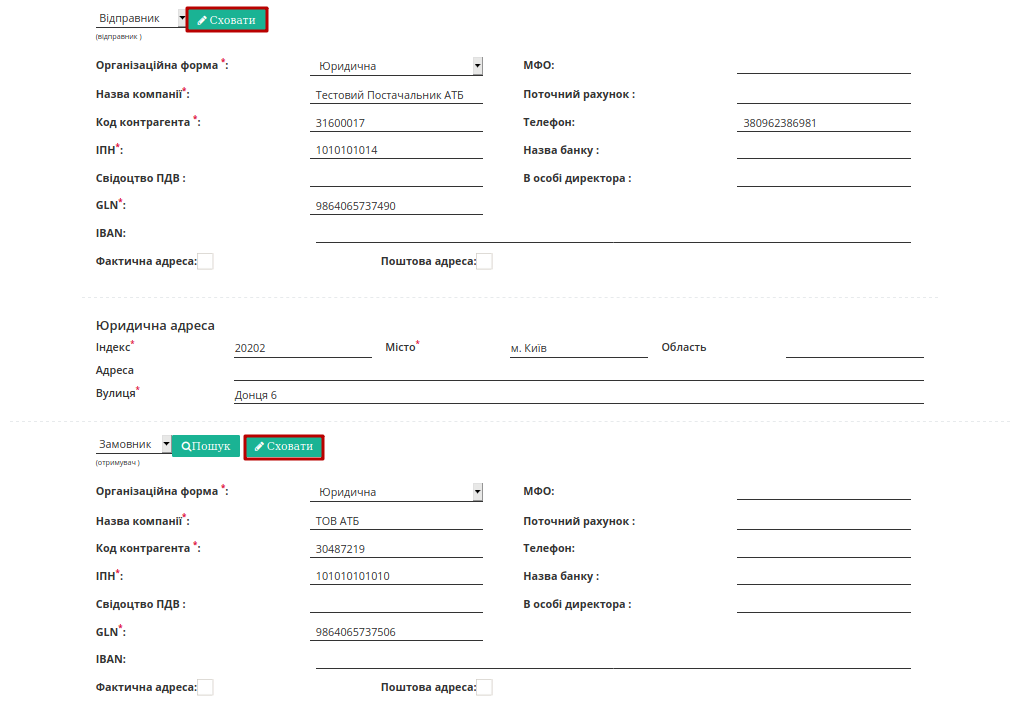 Відправник Сховати
(відправник )
Організаційна форма *: Юридична МФО:
Назва компанії*: Тестовий Постачальник АТБ Поточний рахунок :
Код контрагента *: 31600017 Телефон: 380962386981
ІПН*: 1010101014 Назва банку :
Свідоцтво ПДВ : В особі директора :
GLN*: 9864065737490
IBAN:
Фактична адреса: Поштова адреса:
Юридична адреса
Індекс* 20202 Місто* м. Київ Область
Адреса
Вулиця* Донця 6
Замовник Пошук Сховати
(отримувач )
Організаційна форма *: Юридична МФО:
Назва компанії*: ТОВ АТБ Поточний рахунок :
Код контрагента *: 30487219 Телефон:
ІПН*: 101010101010 Назва банку :
Свідоцтво ПДВ : В особі директора :
GLN*: 9864065737506
IBAN:
Фактична адреса: Поштова адреса: